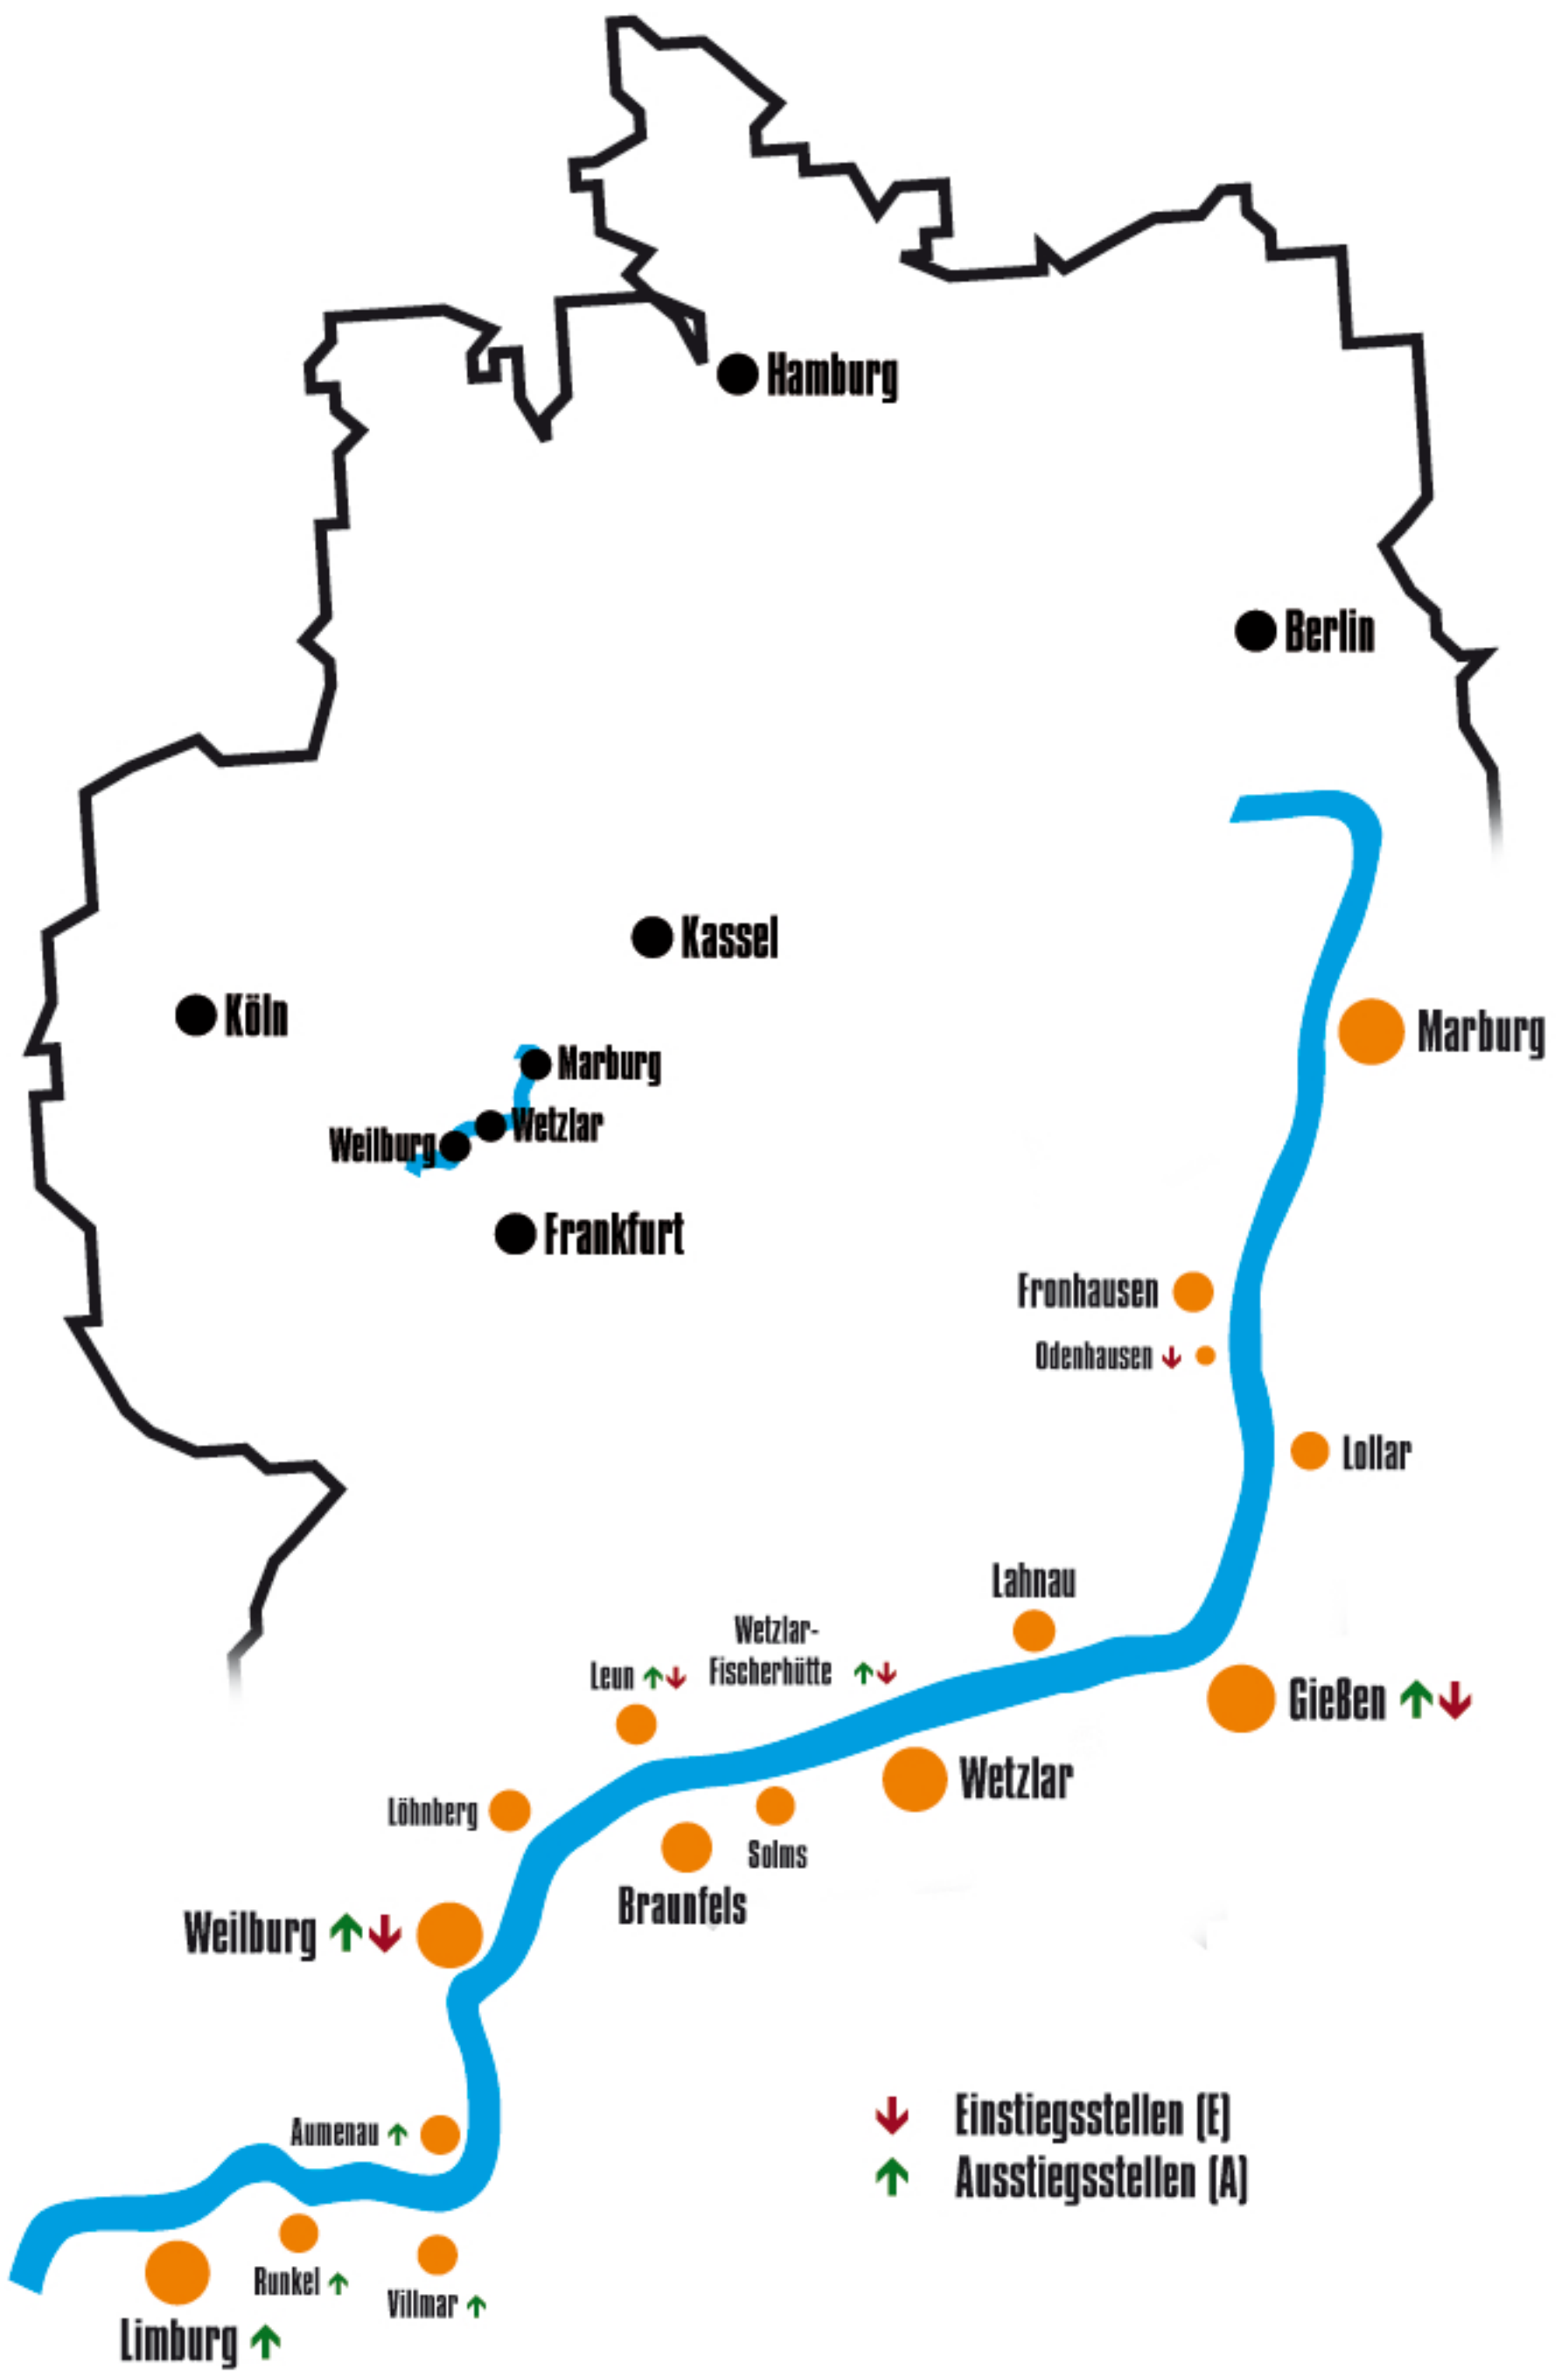 Hamburg
Berlin
Kassel
Köln
Marburg
Wetzlar
Weilburg
Frankfurt
Marburg
Fronhausen
Odenhausen ↓
Lollar
Lahnau
Wetzlar-
Fischerhütte ↑↓
Leun ↑↓
Gießen ↑↓
Wetzlar
Löhnberg
Solms
Braunfels
Weilburg ↑↓
Aumenau ↑
↓ Einstiegsstellen (E)
↑ Ausstiegsstellen (A)
Runkel ↑
Villmar ↑
Limburg ↑